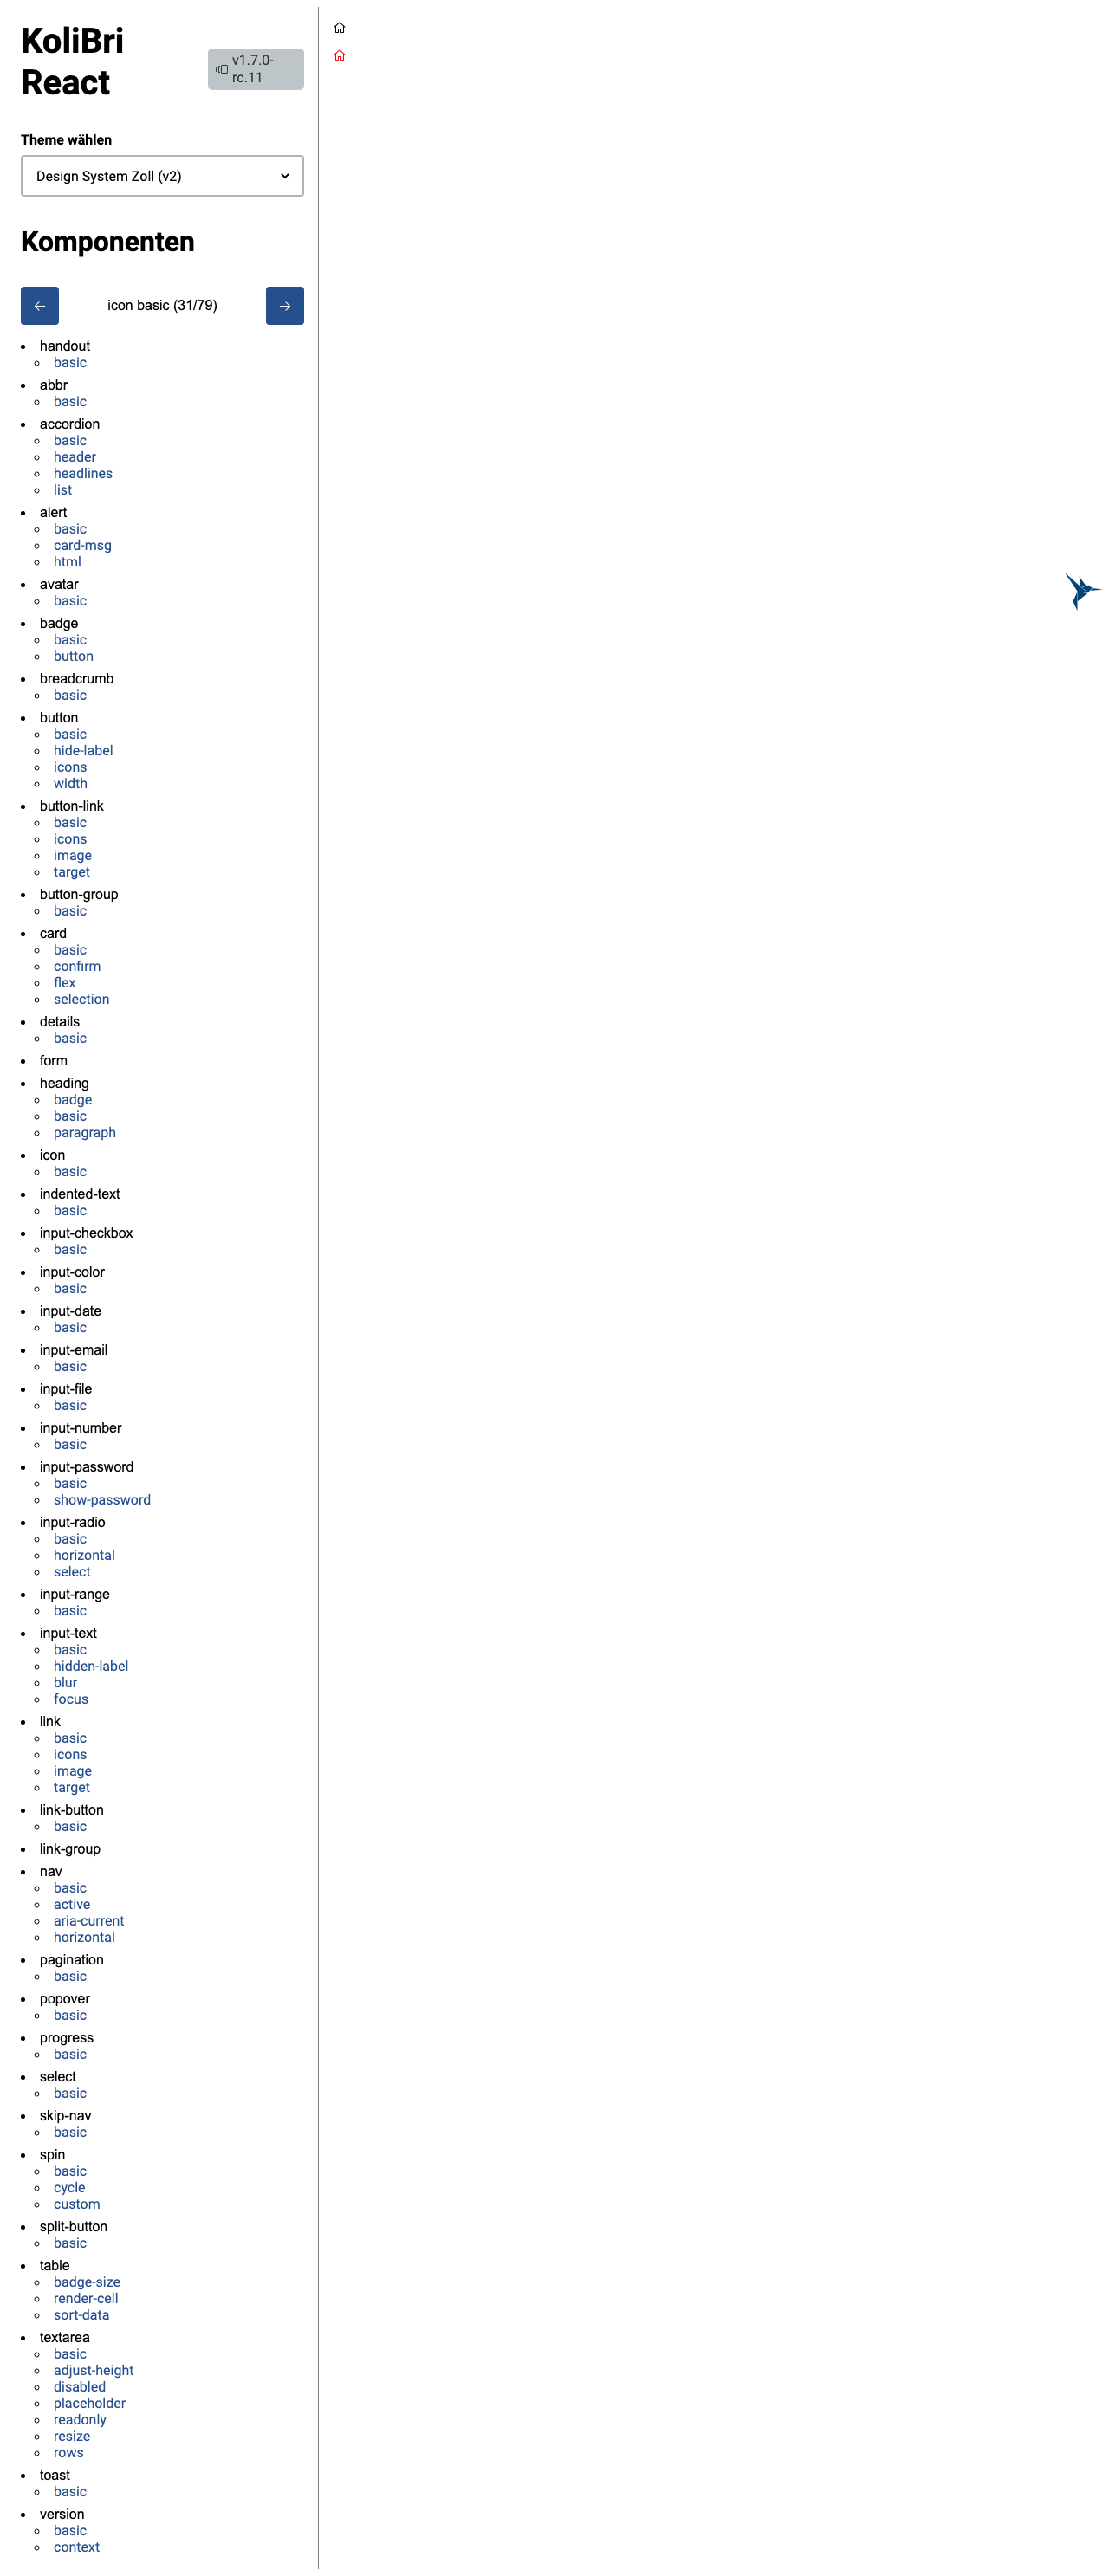 KoliBri
React
v1.7.0-
rc.11
Theme wählen
Design System Zoll (v2)
Komponenten
icon basic (31/79)
handout
basic
abbr
basic
accordion
basic
header
headlines
list
alert
basic
card-msg
html
avatar
basic
badge
basic
button
breadcrumb
basic
button
basic
hide-label
icons
width
button-link
basic
icons
image
target
button-group
basic
card
basic
confirm
flex
selection
details
basic
form
heading
badge
basic
paragraph
icon
basic
indented-text
basic
input-checkbox
basic
input-color
basic
input-date
basic
input-email
basic
input-file
basic
input-number
basic
input-password
basic
show-password
input-radio
basic
horizontal
select
input-range
basic
input-text
basic
hidden-label
blur
focus
link
basic
icons
image
target
link-button
basic
link-group
nav
basic
active
aria-current
horizontal
pagination
basic
popover
basic
progress
basic
select
basic
skip-nav
basic
spin
basic
cycle
custom
split-button
basic
table
badge-size
render-cell
sort-data
textarea
basic
adjust-height
disabled
placeholder
readonly
resize
rows
toast
basic
version
basic
context